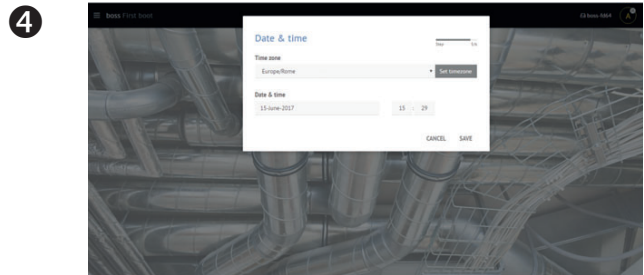 4
boss First boot
Date & time
Time zone
Europe/Rome
Set timezone
Date & time
15-June-2017
15 : 29
CANCEL SAVE